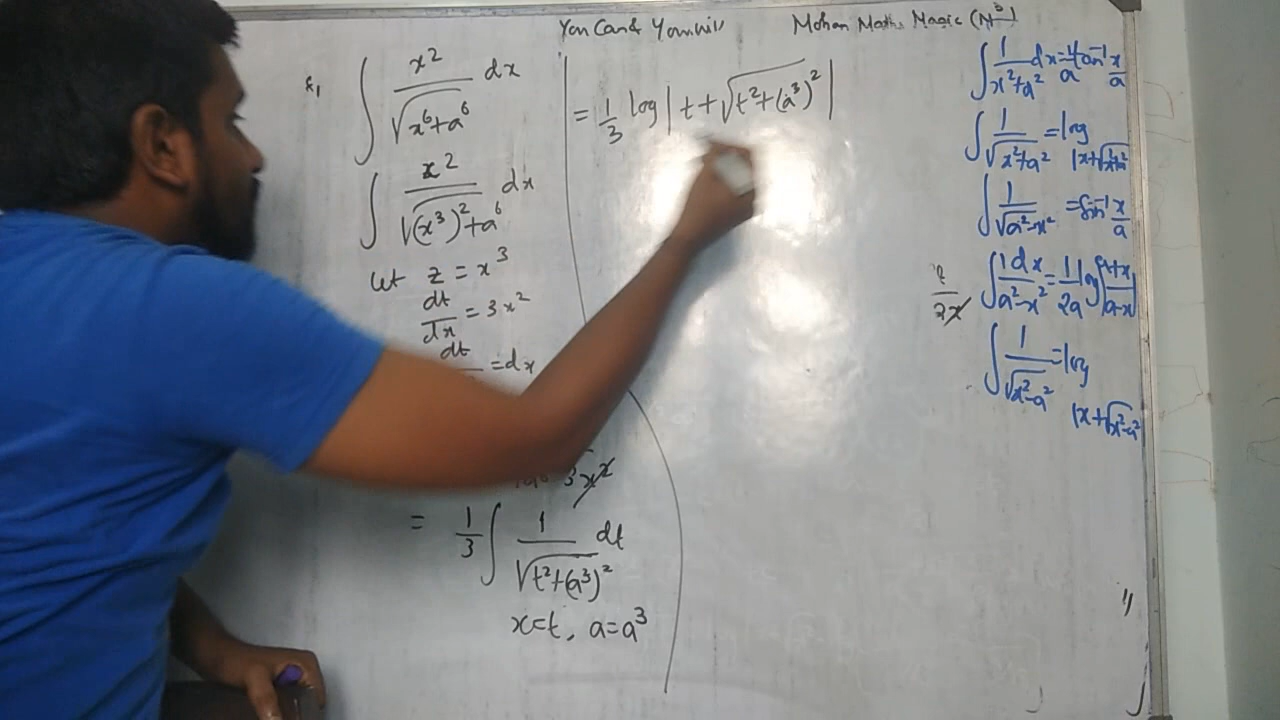 You Can & You Will
Mohan Maths Magic (M³)
∫ x² / √(x⁶+a⁶) dx
∫ x² / √((x³)²+a⁶) dx
let z = x³
dt/dx = 3x²
dt = dx
3x²
= 1/3 ∫ 1 / √(t²+(a³)²) dt
x=t, a=a³
= 1/3 log | t + √(t²+(a³)²) |
∫ 1/(x²+a²) dx = 1/a tan⁻¹ x/a
∫ 1/√(x²+a²) = log |x+√(x²+a²)
∫ 1/√(a²-x²) = Sin⁻¹ x/a
∫ 1dx/(a²-x²) = 1/2a log |a+x/a-x|
∫ 1/√(x²-a²) = log |x+√(x²-a²)